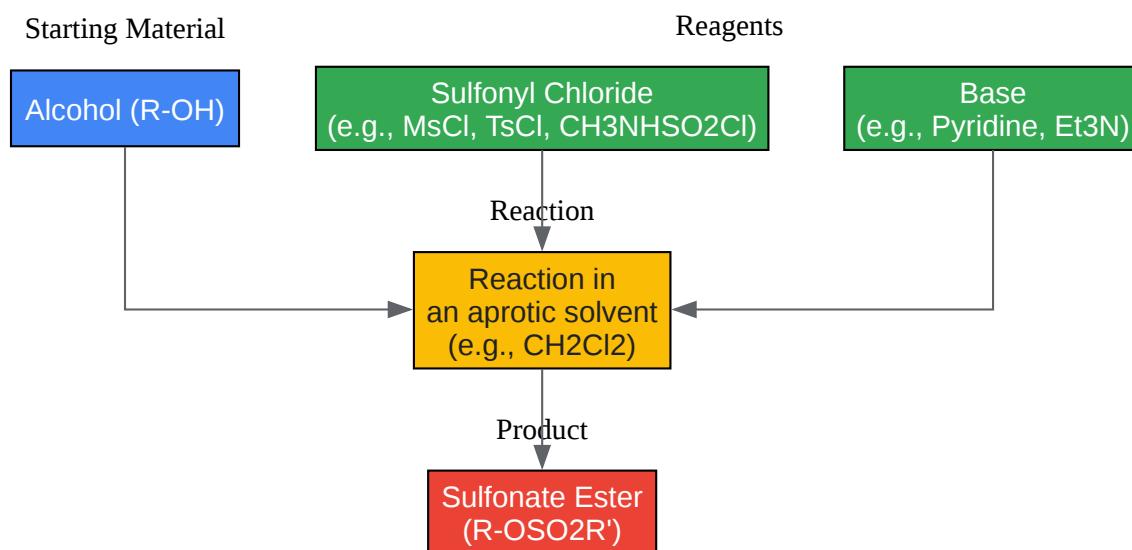 Starting Material
Reagents
Alcohol (R-OH)
Sulfonyl Chloride
(e.g., MsCl, TsCl, CH3NHSO2Cl)
Base
(e.g., Pyridine, Et3N)
Reaction
Reaction in
an aprotic solvent
(e.g., CH2Cl2)
Product
Sulfonate Ester
(R-OSO2R')